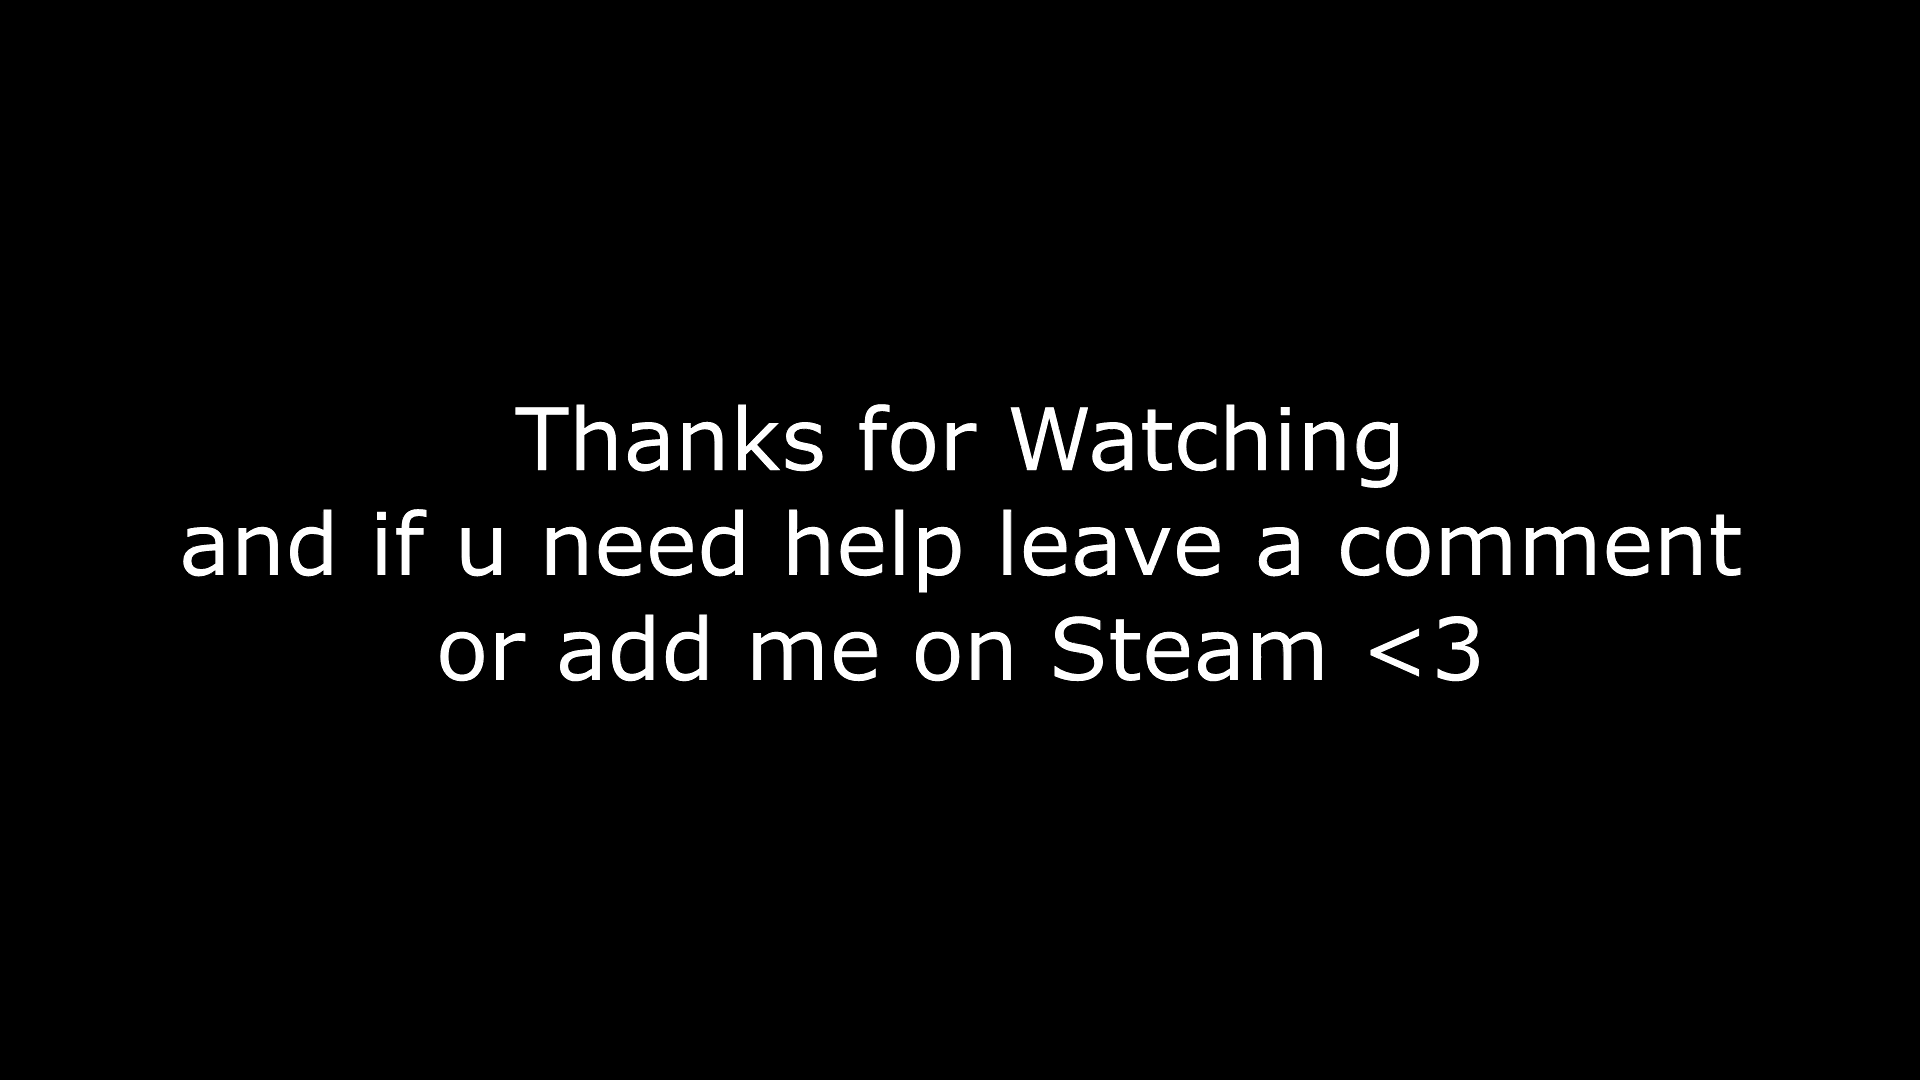 Thanks for Watching
and if u need help leave a comment
or add me on Steam <3